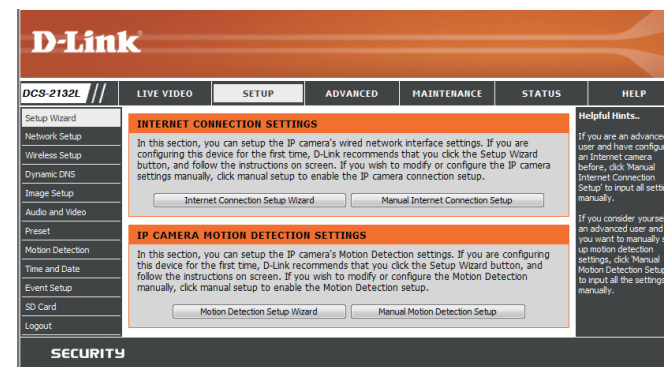 D-Link
DCS-2132L // LIVE VIDEO SETUP ADVANCED MAINTENANCE STATUS HELP
Setup Wizard
Network Setup
Wireless Setup
Dynamic DNS
Image Setup
Audio and Video
Preset
Motion Detection
Time and Date
Event Setup
SD Card
Logout
INTERNET CONNECTION SETTINGS
In this section, you can setup the IP camera's wired network interface settings. If you are
configuring this device for the first time, D-Link recommends that you click the Setup Wizard
button, and follow the instructions on screen. If you wish to modify or configure the IP camera
settings manually, click manual setup to enable the IP camera connection setup.
Internet Connection Setup Wizard Manual Internet Connection Setup
IP CAMERA MOTION DETECTION SETTINGS
In this section, you can setup the IP camera's Motion Detection settings. If you are configuring
this device for the first time, D-Link recommends that you click the Setup Wizard button, and
follow the instructions on screen. If you wish to modify or configure the Motion Detection
manually, click manual setup to enable the Motion Detection setup.
Motion Detection Setup Wizard Manual Motion Detection Setup
Helpful Hints..
If you are an advanced
user and have configu
an Internet camera
before, click 'Manual
Internet Connection
Setup' to input all setti
manually.
If you consider yourse
an advanced user and
you want to manually s
up motion detection
settings, click 'Manual
Motion Detection Setup
to input all the settings
manually.
SECURITY